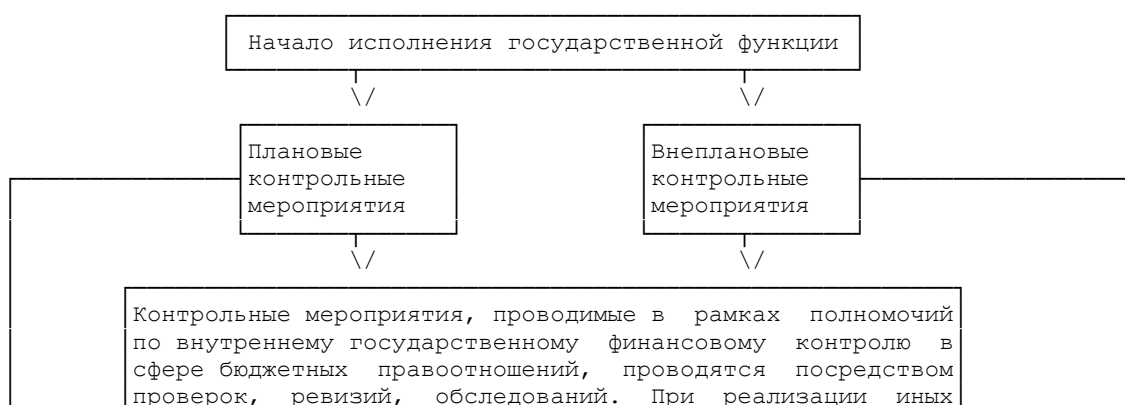 Начало исполнения государственной функции
\/ \/
Плановые Внеплановые
контрольные контрольные
мероприятия мероприятия
\/ \/
Контрольные мероприятия, проводимые в рамках полномочий
по внутреннему государственному финансовому контролю в
сфере бюджетных правоотношений, проводятся посредством
проверок, ревизий, обследований. При реализации иных